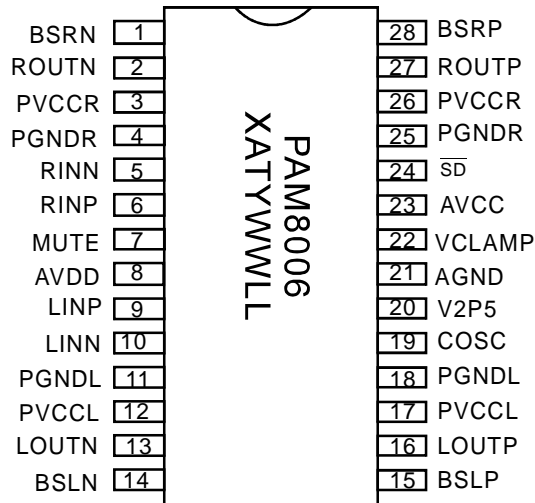 BSRN 1 28 BSRP
ROUTN 2 27 ROUTP
PVCCR 3 26 PVCCR
PGNDR 4 25 PGNDR
RINN 5 24 SD
RINP 6 23 AVCC
MUTE 7 22 VCLAMP
AVDD 8 21 AGND
LINP 9 20 V2P5
LINN 10 19 COSC
PGNDL 11 18 PGNDL
PVCCL 12 17 PVCCL
LOUTN 13 16 LOUTP
BSLN 14 15 BSLP
PAM8006
XATYWWLL